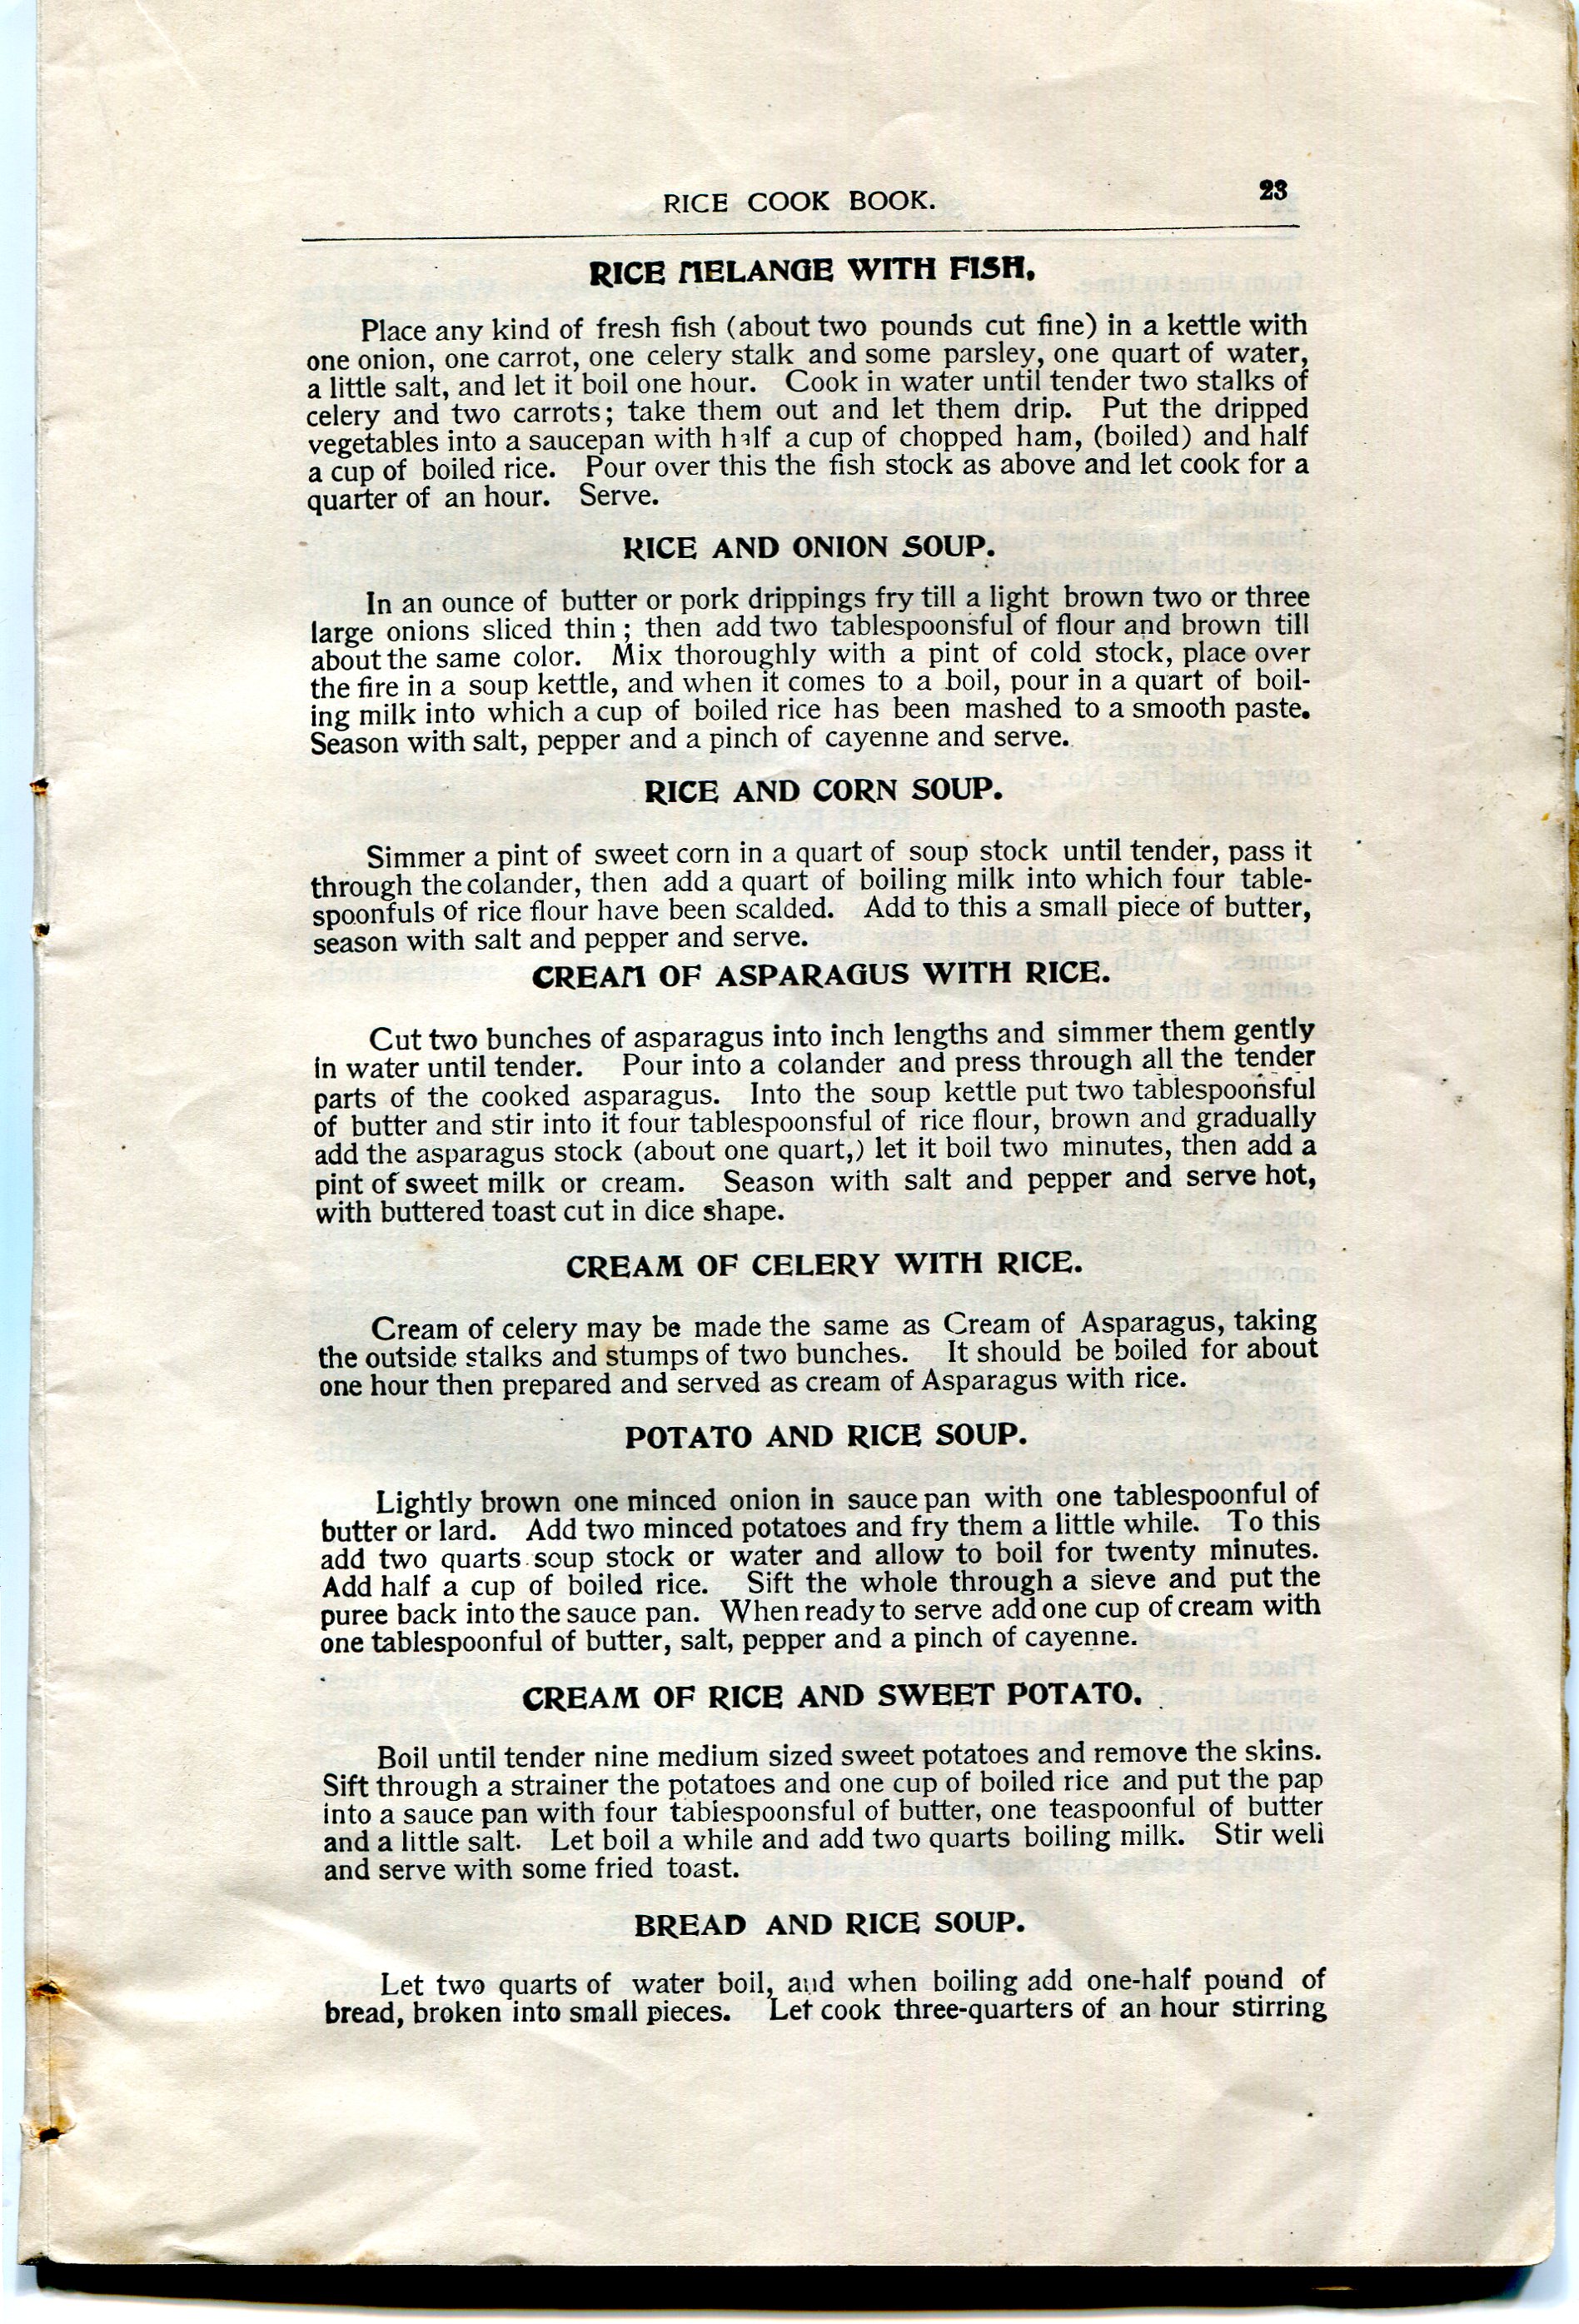 RICE COOK BOOK. 23
RICE MELANGE WITH FISH.
Place any kind of fresh fish (about two pounds cut fine) in a kettle with
one onion, one carrot, one celery stalk and some parsley, one quart of water,
a little salt, and let it boil one hour. Cook in water until tender two stalks of
celery and two carrots; take them out and let them drip. Put the dripped
vegetables into a saucepan with half a cup of chopped ham, (boiled) and half
a cup of boiled rice. Pour over this the fish stock as above and let cook for a
quarter of an hour. Serve.
RICE AND ONION SOUP.
In an ounce of butter or pork drippings fry till a light brown two or three
large onions sliced thin; then add two tablespoonsful of flour and brown till
about the same color. Mix thoroughly with a pint of cold stock, place over
the fire in a soup kettle, and when it comes to a boil, pour in a quart of boil-
ing milk into which a cup of boiled rice has been mashed to a smooth paste.
Season with salt, pepper and a pinch of cayenne and serve.
RICE AND CORN SOUP.
Simmer a pint of sweet corn in a quart of soup stock until tender, pass it
through the colander, then add a quart of boiling milk into which four table-
spoonfuls of rice flour have been scalded. Add to this a small piece of butter,
season with salt and pepper and serve.
CREAM OF ASPARAGUS WITH RICE.
Cut two bunches of asparagus into inch lengths and simmer them gently
in water until tender. Pour into a colander and press through all the tender
parts of the cooked asparagus. Into the soup kettle put two tablespoonsful
of butter and stir into it four tablespoonsful of rice flour, brown and gradually
add the asparagus stock (about one quart,) let it boil two minutes, then add a
pint of sweet milk or cream. Season with salt and pepper and serve hot,
with buttered toast cut in dice shape.
CREAM OF CELERY WITH RICE.
Cream of celery may be made the same as Cream of Asparagus, taking
the outside stalks and stumps of two bunches. It should be boiled for about
one hour then prepared and served as cream of Asparagus with rice.
POTATO AND RICE SOUP.
Lightly brown one minced onion in sauce pan with one tablespoonful of
butter or lard. Add two minced potatoes and fry them a little while. To this
add two quarts soup stock or water and allow to boil for twenty minutes.
Add half a cup of boiled rice. Sift the whole through a sieve and put the
puree back into the sauce pan. When ready to serve add one cup of cream with
one tablespoonful of butter, salt, pepper and a pinch of cayenne.
CREAM OF RICE AND SWEET POTATO.
Boil until tender nine medium sized sweet potatoes and remove the skins.
Sift through a strainer the potatoes and one cup of boiled rice and put the pap
into a sauce pan with four tablespoonsful of butter, one teaspoonful of butter
and a little salt. Let boil a while and add two quarts boiling milk. Stir well
and serve with some fried toast.
BREAD AND RICE SOUP.
Let two quarts of water boil, and when boiling add one-half pound of
bread, broken into small pieces. Let cook three-quarters of an hour stirring